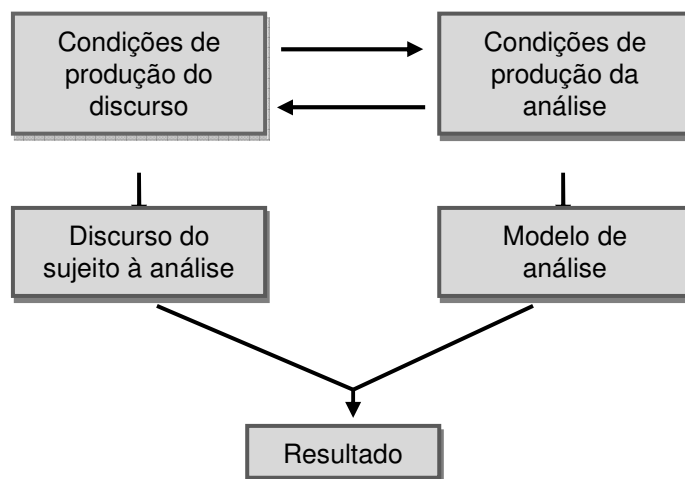 Condições de
produção do
discurso
Condições de
produção da
análise
Discurso do
sujeito à análise
Modelo de
análise
Resultado